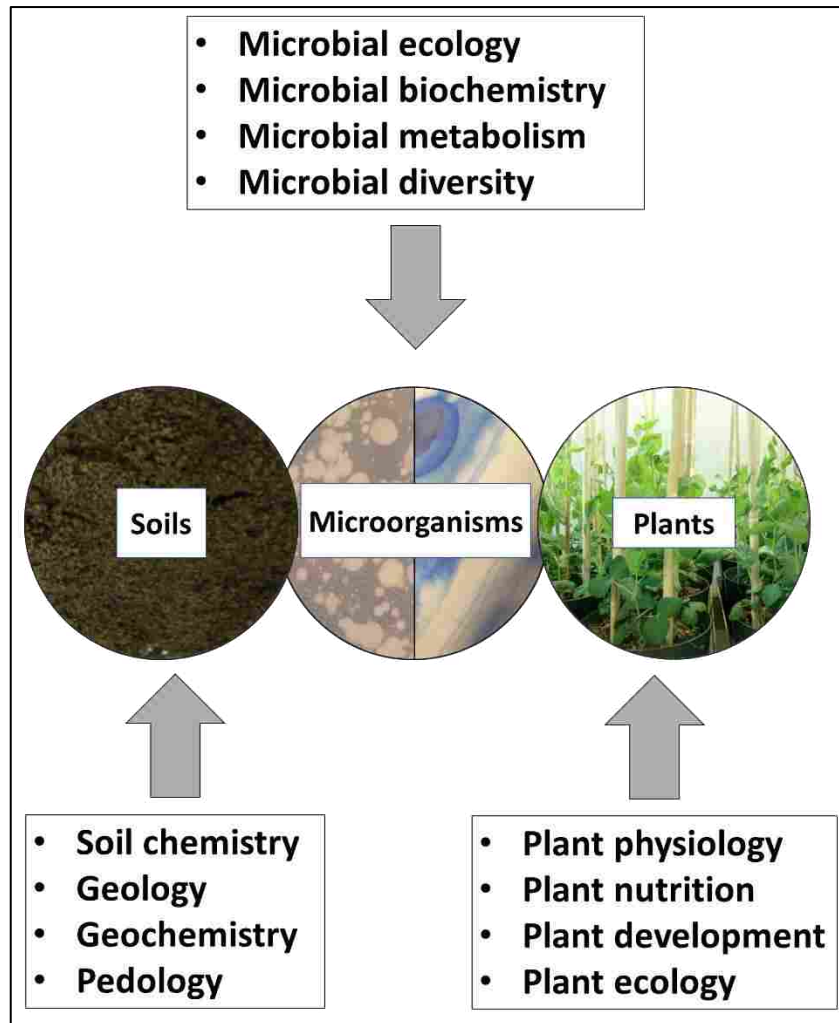 • Microbial ecology
• Microbial biochemistry
• Microbial metabolism
• Microbial diversity
Soils
Microorganisms
Plants
• Soil chemistry
• Geology
• Geochemistry
• Pedology
• Plant physiology
• Plant nutrition
• Plant development
• Plant ecology